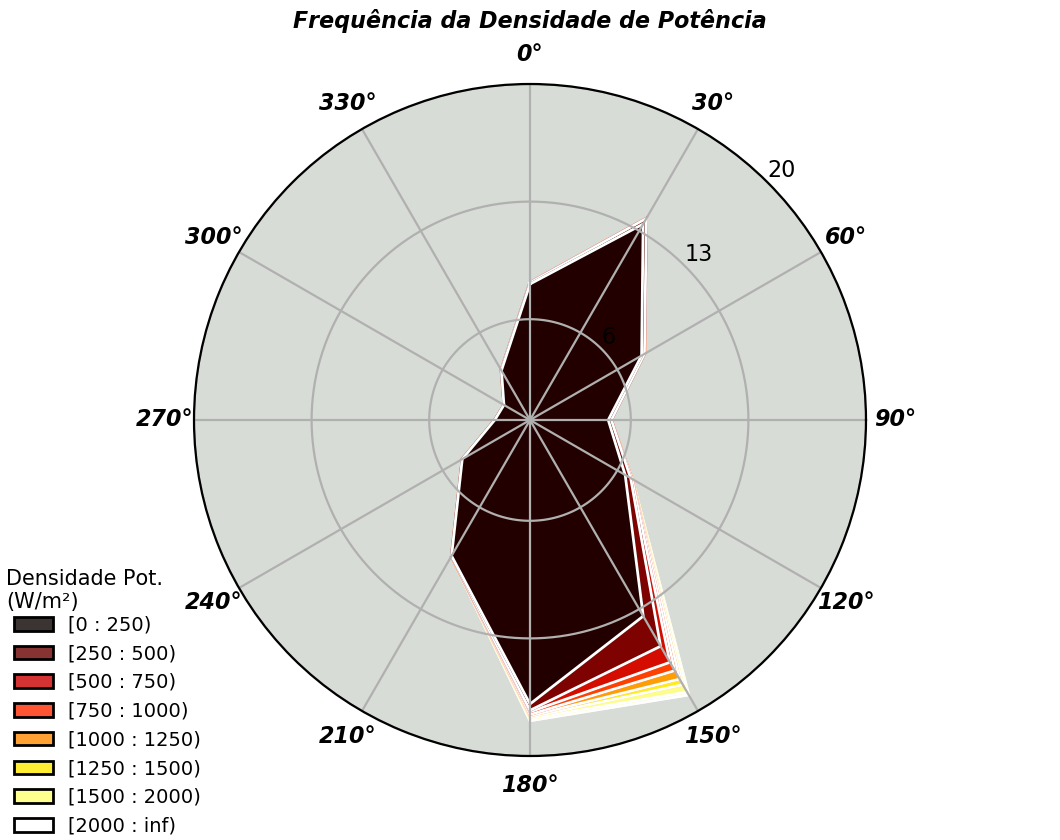 Frequência da Densidade de Potência
0°
330°
30°
20
300°
60°
13
6
270°
90°
240°
120°
210°
150°
180°
Densidade Pot.
(W/m²)
[0 : 250)
[250 : 500)
[500 : 750)
[750 : 1000)
[1000 : 1250)
[1250 : 1500)
[1500 : 2000)
[2000 : inf)